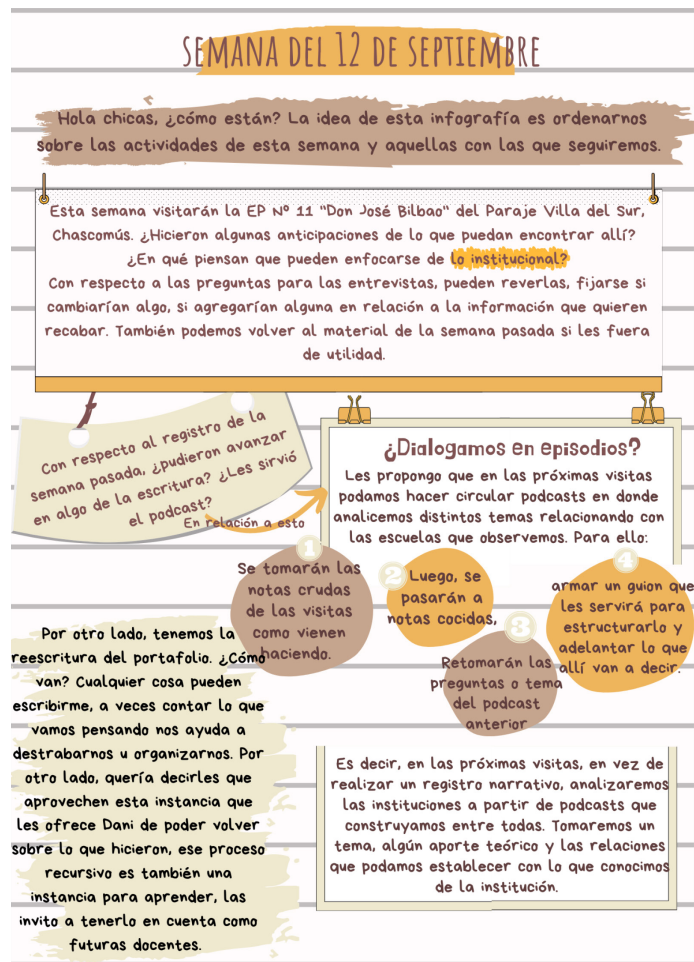 SEMANA DEL 12 DE SEPTIEMBRE
Hola chicas, ¿cómo están? La idea de esta infografía es ordenarnos
sobre las actividades de esta semana y aquellas con las que seguiremos.
Esta semana visitarán la EP Nº 11 "Don José Bilbao" del Paraje Villa del Sur,
Chascomús. ¿Hicieron algunas anticipaciones de lo que puedan encontrar allí?
¿En qué piensan que pueden enfocarse de lo institucional?
Con respecto a las preguntas para las entrevistas, pueden reverlas, fijarse si
cambiarían algo, si agregarían alguna en relación a la información que quieren
recabar. También podemos volver al material de la semana pasada si les fuera
de utilidad.
Con respecto al registro de la
semana pasada, ¿pudieron avanzar
en algo de la escritura? ¿Les sirvió
el podcast?
En relación a esto
¿Dialogamos en episodios?
Les propongo que en las próximas visitas
podamos hacer circular podcasts en donde
analicemos distintos temas relacionando con
las escuelas que observemos. Para ello:
1
Se tomarán las
notas crudas
de las visitas
como vienen
haciendo.
2
Luego, se
pasarán a
notas cocidas,
3
Retomarán las
preguntas o tema
del podcast
anterior
4
armar un guion que
les servirá para
estructurarlo y
adelantar lo que
allí van a decir.
Por otro lado, tenemos la
reescritura del portafolio. ¿Cómo
van? Cualquier cosa pueden
escribirme, a veces contar lo que
vamos pensando nos ayuda a
destrabarnos u organizarnos. Por
otro lado, quería decirles que
aprovechen esta instancia que
les ofrece Dani de poder volver
sobre lo que hicieron, ese proceso
recursivo es también una
instancia para aprender, las
invito a tenerlo en cuenta como
futuras docentes.
Es decir, en las próximas visitas, en vez de
realizar un registro narrativo, analizaremos
las instituciones a partir de podcasts que
construyamos entre todas. Tomaremos un
tema, algún aporte teórico y las relaciones
que podamos establecer con lo que conocimos
de la institución.